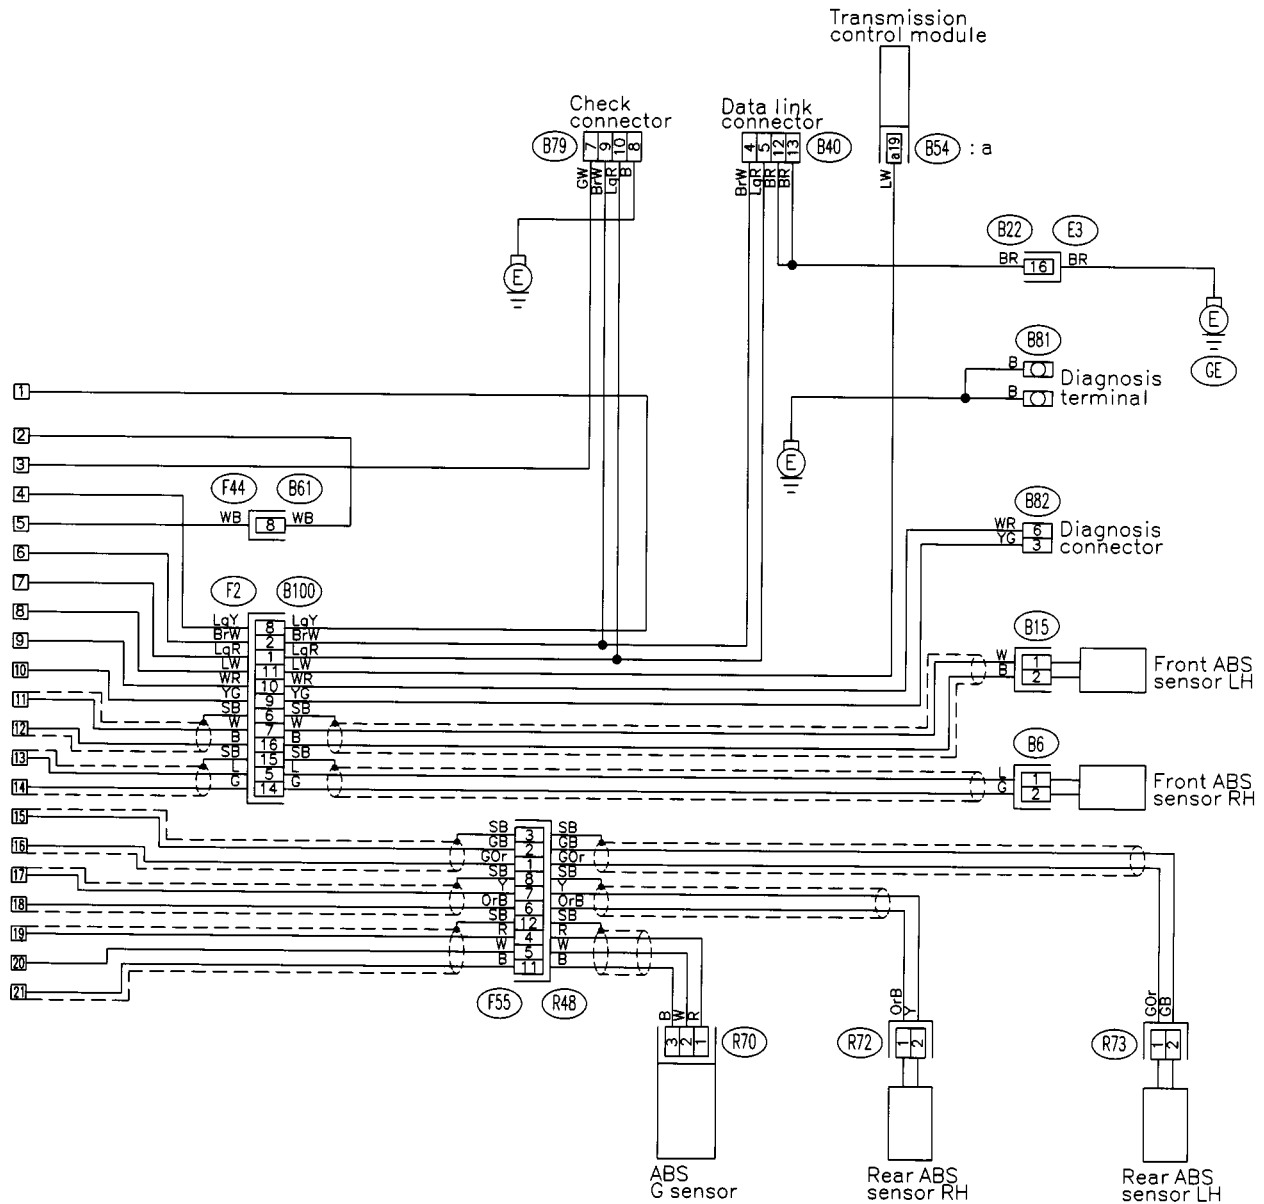 Transmission
control module
Check
connector
Data link
connector
B79
7
9
10
8
4
5
12
13
B40
a19
B54
: a
GW
BrW
LgR
B
BrW
LgR
BR
BR
LW
B22
E3
BR
16
BR
E
E
GE
B81
B
B
Diagnosis
terminal
E
1
2
3
4
5
6
7
8
9
10
11
12
13
14
15
16
17
18
19
20
21
F44
B61
WB
8
WB
B82
WR
6
YG
3
Diagnosis
connector
F2
B100
LgY
8
LgY
BrW
2
BrW
LgR
1
LgR
LW
11
LW
WR
10
WR
YG
9
YG
SB
6
SB
W
7
W
B
16
B
SB
15
SB
L
5
L
G
14
G
B15
W
1
B
2
Front ABS
sensor LH
B6
L
1
G
2
Front ABS
sensor RH
SB
3
SB
GB
2
GB
GOr
1
GOr
SB
8
SB
Y
7
Y
OrB
6
OrB
SB
12
SB
R
4
R
W
5
W
B
11
B
F55
R48
B
W
R
3
2
1
R70
ABS
G sensor
OrB
Y
R72
1
2
Rear ABS
sensor RH
GOr
GB
R73
1
2
Rear ABS
sensor LH